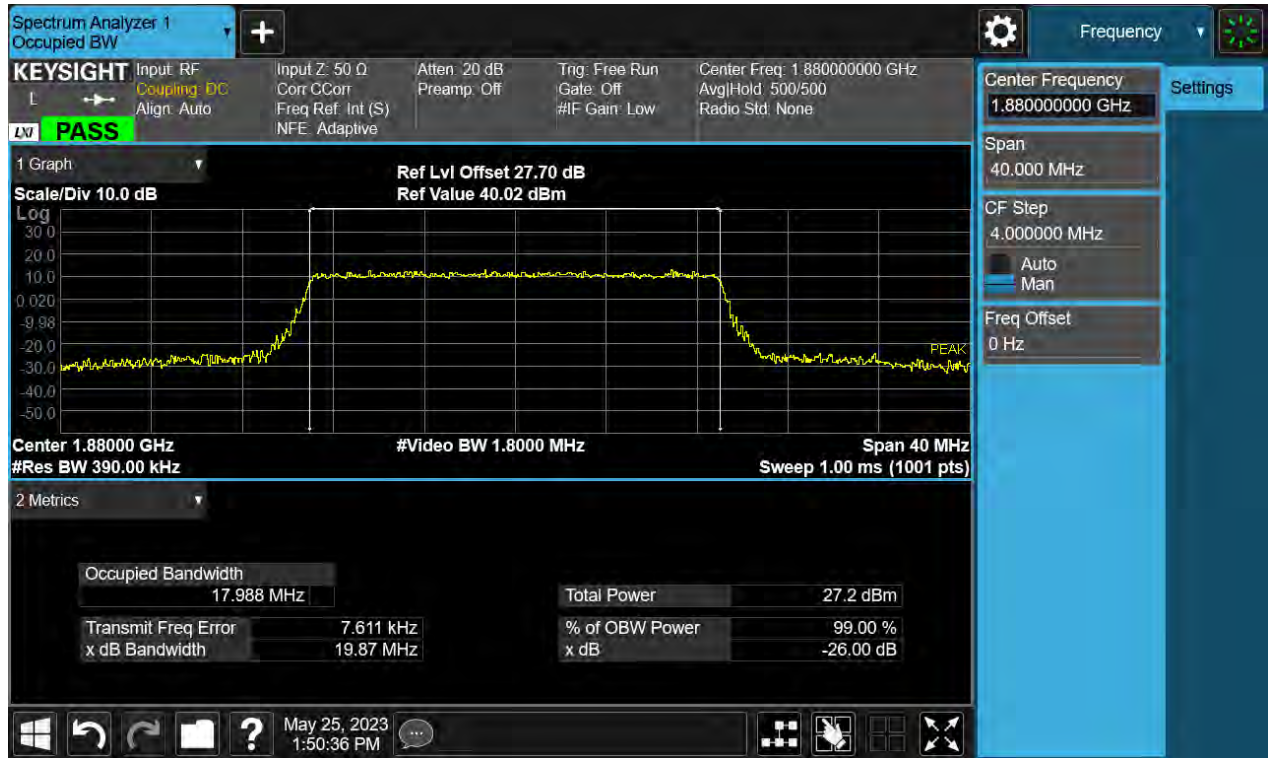 Spectrum Analyzer 1
Occupied BW
+
Frequency
KEYSIGHT
L
LXI
PASS
Input: RF
Coupling: DC
Align: Auto
Input Z: 50 Ω
Corr CCorr
Freq Ref: Int (S)
NFE: Adaptive
Atten: 20 dB
Preamp: Off
Trig: Free Run
Gate: Off
#IF Gain: Low
Center Freq: 1.880000000 GHz
Avg|Hold: 500/500
Radio Std: None
Center Frequency
1.880000000 GHz
Settings
Span
40.000 MHz
CF Step
4.000000 MHz
Auto
Man
Freq Offset
0 Hz
1 Graph
Ref Lvl Offset 27.70 dB
Scale/Div 10.0 dB
Ref Value 40.02 dBm
Log
30.0
20.0
10.0
0.020
-9.98
-20.0
-30.0
-40.0
-50.0
PEAK
Center 1.88000 GHz
#Video BW 1.8000 MHz
Span 40 MHz
#Res BW 390.00 kHz
Sweep 1.00 ms (1001 pts)
2 Metrics
Occupied Bandwidth
17.988 MHz
Transmit Freq Error 7.611 kHz
x dB Bandwidth 19.87 MHz
Total Power 27.2 dBm
% of OBW Power 99.00 %
x dB -26.00 dB
?
May 25, 2023
1:50:36 PM